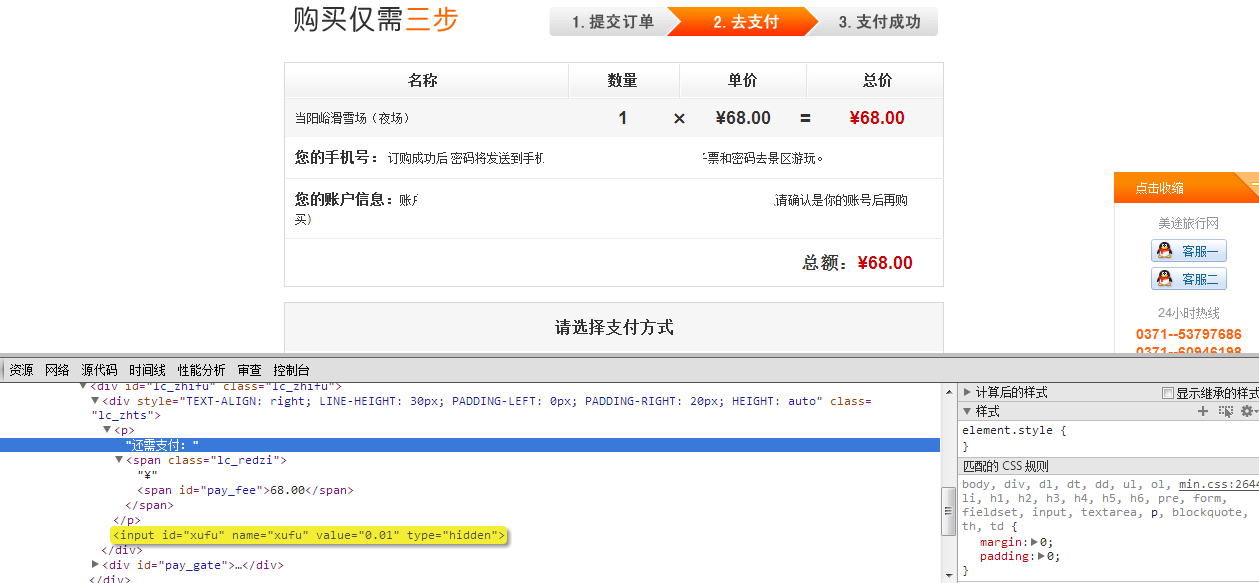 购买仅需三步
1. 提交订单 2. 去支付 3. 支付成功
名称 数量 单价 总价
当阳峪滑雪场（夜场） 1 × ¥68.00 = ¥68.00
您的手机号： 订购成功后 密码将发送到手机 票和密码去景区游玩。
您的账户信息：账 请确认是你的账号后再购
买）
总额：¥68.00
请选择支付方式
点击收缩
美途旅行网
客服一
客服二
24小时热线
0371--53797686
0371--60946198
资源 网络 源代码 时间线 性能分析 审查 控制台
▼<div id="lc_zhifu" class="lc_zhifu">
▼<div style="TEXT-ALIGN: right; LINE-HEIGHT: 30px; PADDING-LEFT: 0px; PADDING-RIGHT: 20px; HEIGHT: auto" class=
"lc_zhts">
▼<p>
"还需支付："
▼<span class="lc_redzi">
"¥"
<span id="pay_fee">68.00</span>
</span>
</p>
<input id="xufu" name="xufu" value="0.01" type="hidden">
</div>
▶<div id="pay_gate">…</div>
</div>
▶ 计算后的样式 显示继承的样式
▼ 样式
element.style {
}
匹配的 CSS 规则
body, div, dl, dt, dd, ul, ol, min.css:2644
li, h1, h2, h3, h4, h5, h6, pre, form,
fieldset, input, textarea, p, blockquote,
th, td {
margin:▶0;
padding:▶0;
}